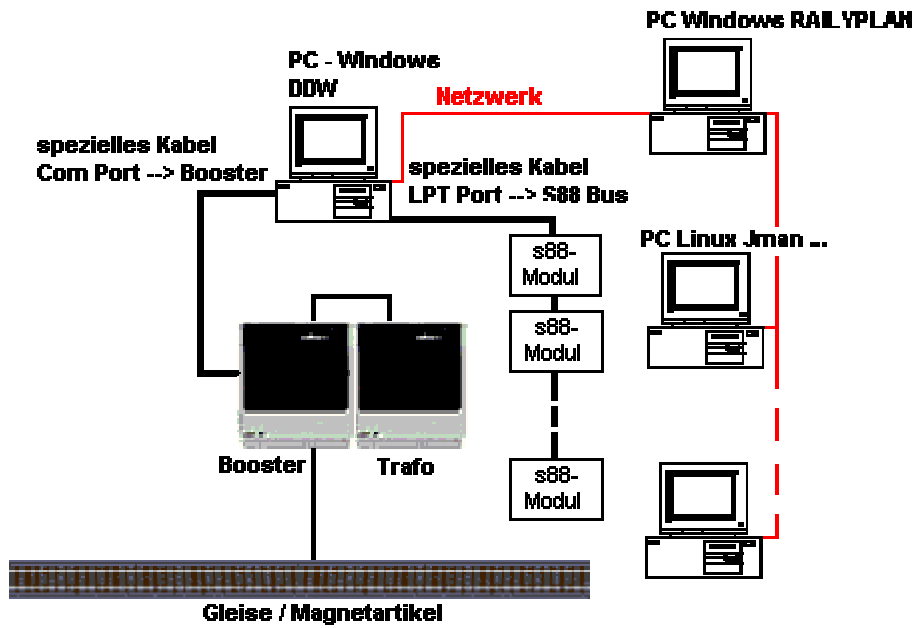 PC Windows RAILYPLAN
PC - Windows
DDW
Netzwerk
spezielles Kabel
Com Port --> Booster
spezielles Kabel
LPT Port --> S88 Bus
s88-
Modul
PC Linux Jman ...
s88-
Modul
s88-
Modul
Booster
Trafo
Gleise / Magnetartikel